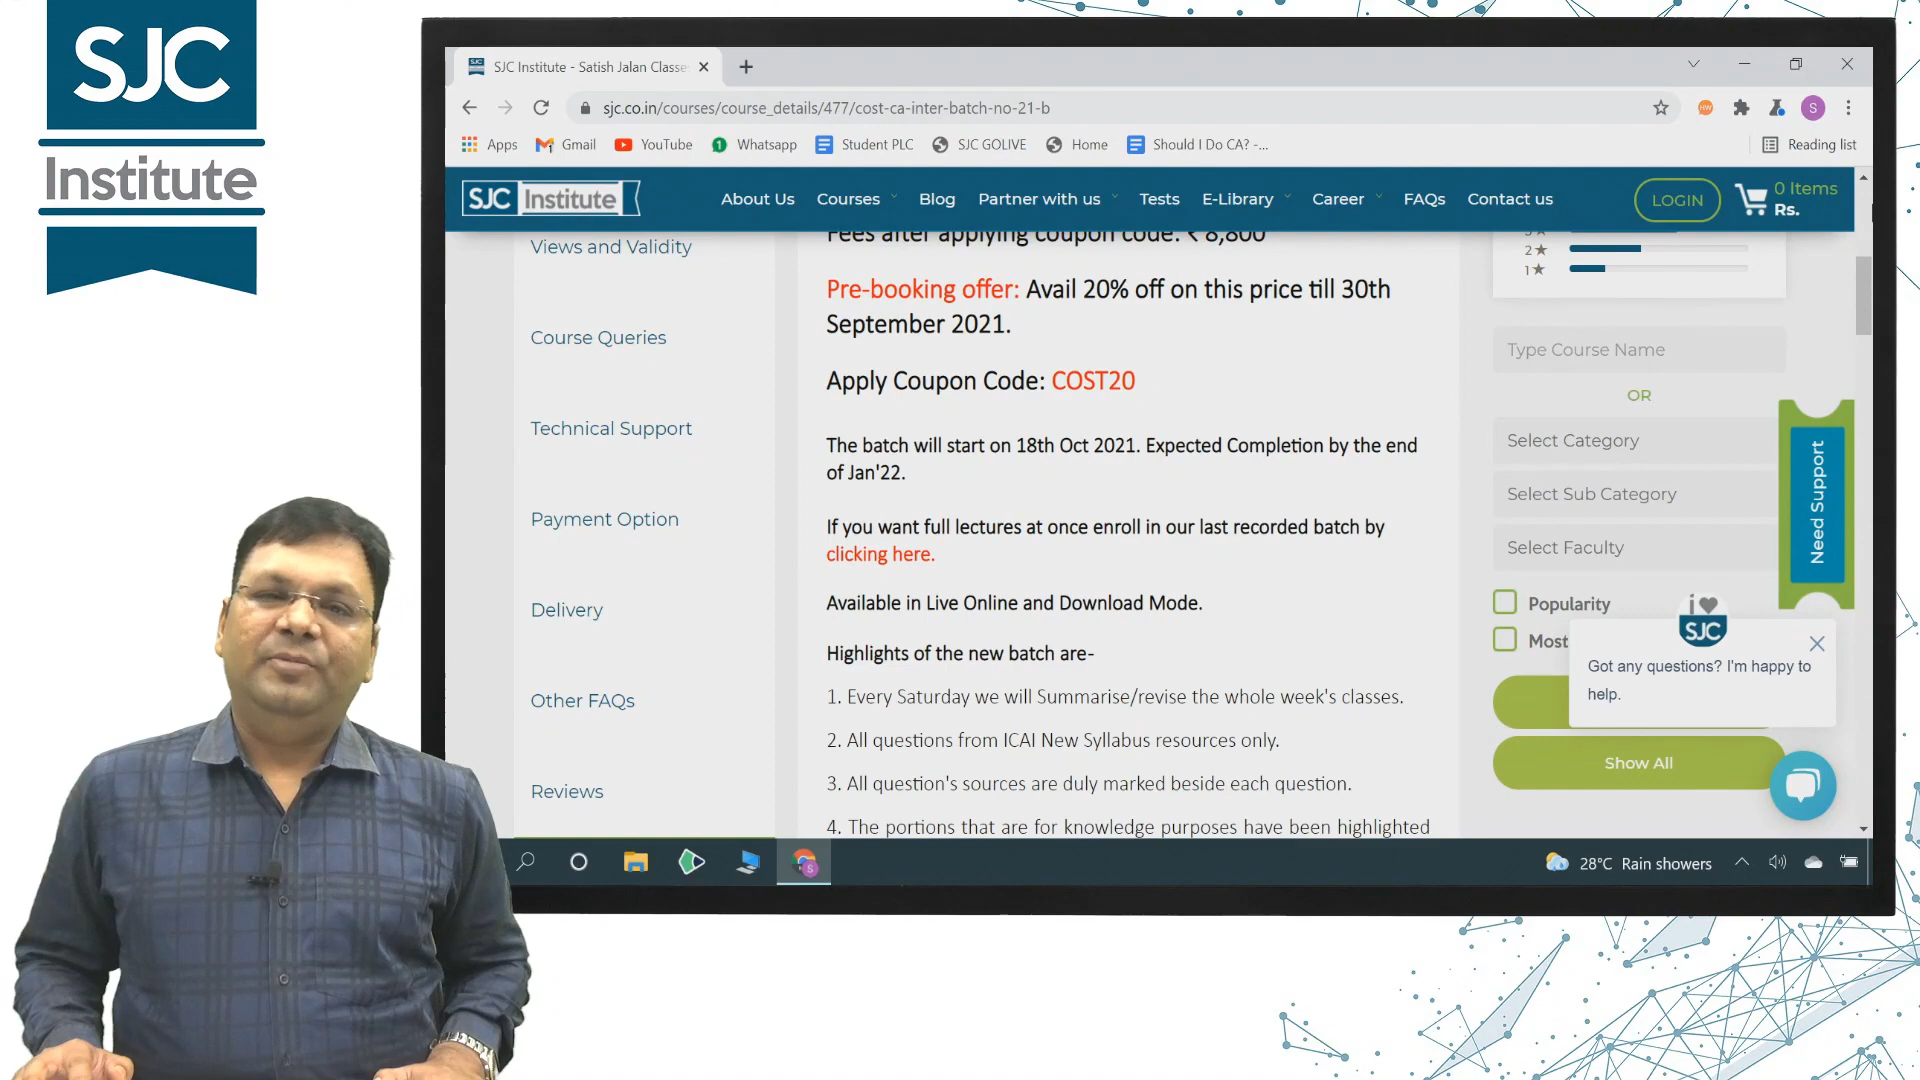 SJC
Institute
SJC Institute - Satish Jalan Classe
sjc.co.in/courses/course_details/477/cost-ca-inter-batch-no-21-b
S
Apps
Gmail
YouTube
1
Whatsapp
Student PLC
SJC GOLIVE
Home
Should I Do CA? -...
Reading list
SJC Institute
About Us
Courses
Blog
Partner with us
Tests
E-Library
Career
FAQs
Contact us
LOGIN
0 Items
Rs.
Views and Validity
Course Queries
Technical Support
Payment Option
Delivery
Other FAQs
Reviews
Fees after applying coupon code: ₹ 8,800
Pre-booking offer: Avail 20% off on this price till 30th
September 2021.
Apply Coupon Code: COST20
The batch will start on 18th Oct 2021. Expected Completion by the end
of Jan'22.
If you want full lectures at once enroll in our last recorded batch by
clicking here.
Available in Live Online and Download Mode.
Highlights of the new batch are-
1. Every Saturday we will Summarise/revise the whole week's classes.
2. All questions from ICAI New Syllabus resources only.
3. All question's sources are duly marked beside each question.
4. The portions that are for knowledge purposes have been highlighted
2★
1★
Type Course Name
OR
Select Category
Select Sub Category
Select Faculty
Popularity
Most
Need Support
i ♥
SJC
Got any questions? I'm happy to
help.
Show All
28°C Rain showers